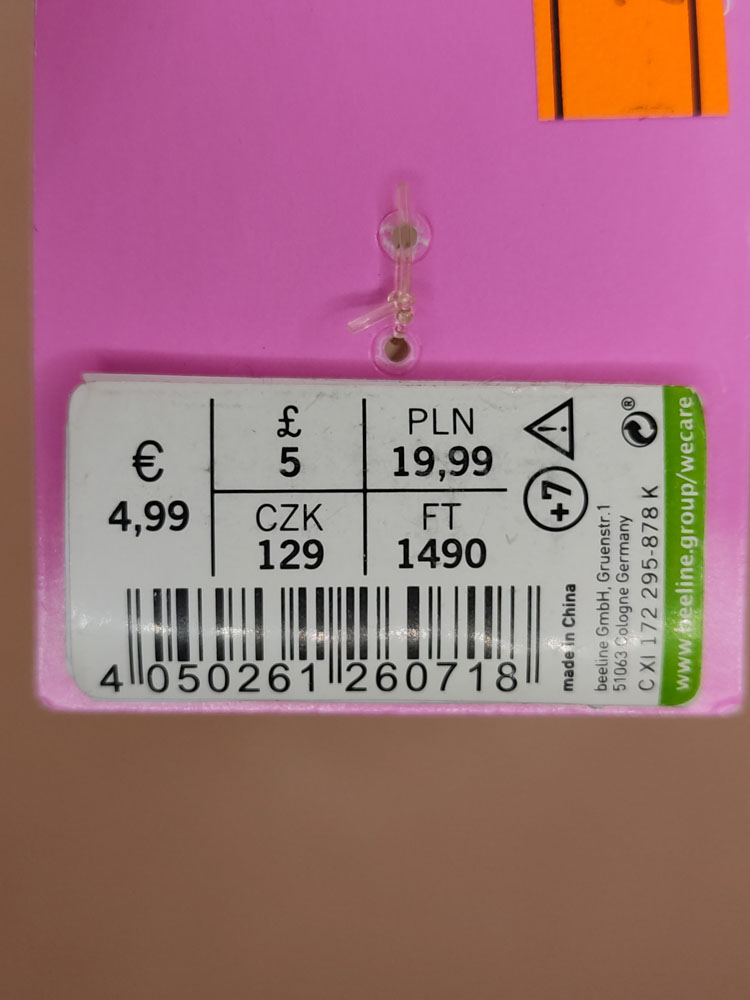 €
4,99
£
5
PLN
19,99
CZK
129
FT
1490
+7
4 050261 260718
made in China
beeline GmbH, Gruenstr.1
51063 Cologne Germany
C XI 172 295-878 K
www.beeline.group/wecare